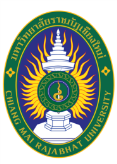 มหาวิทยาลัยราชภัฏเชียงใหม่
CHIANG MAI RAJABHAT UNIVERSITY